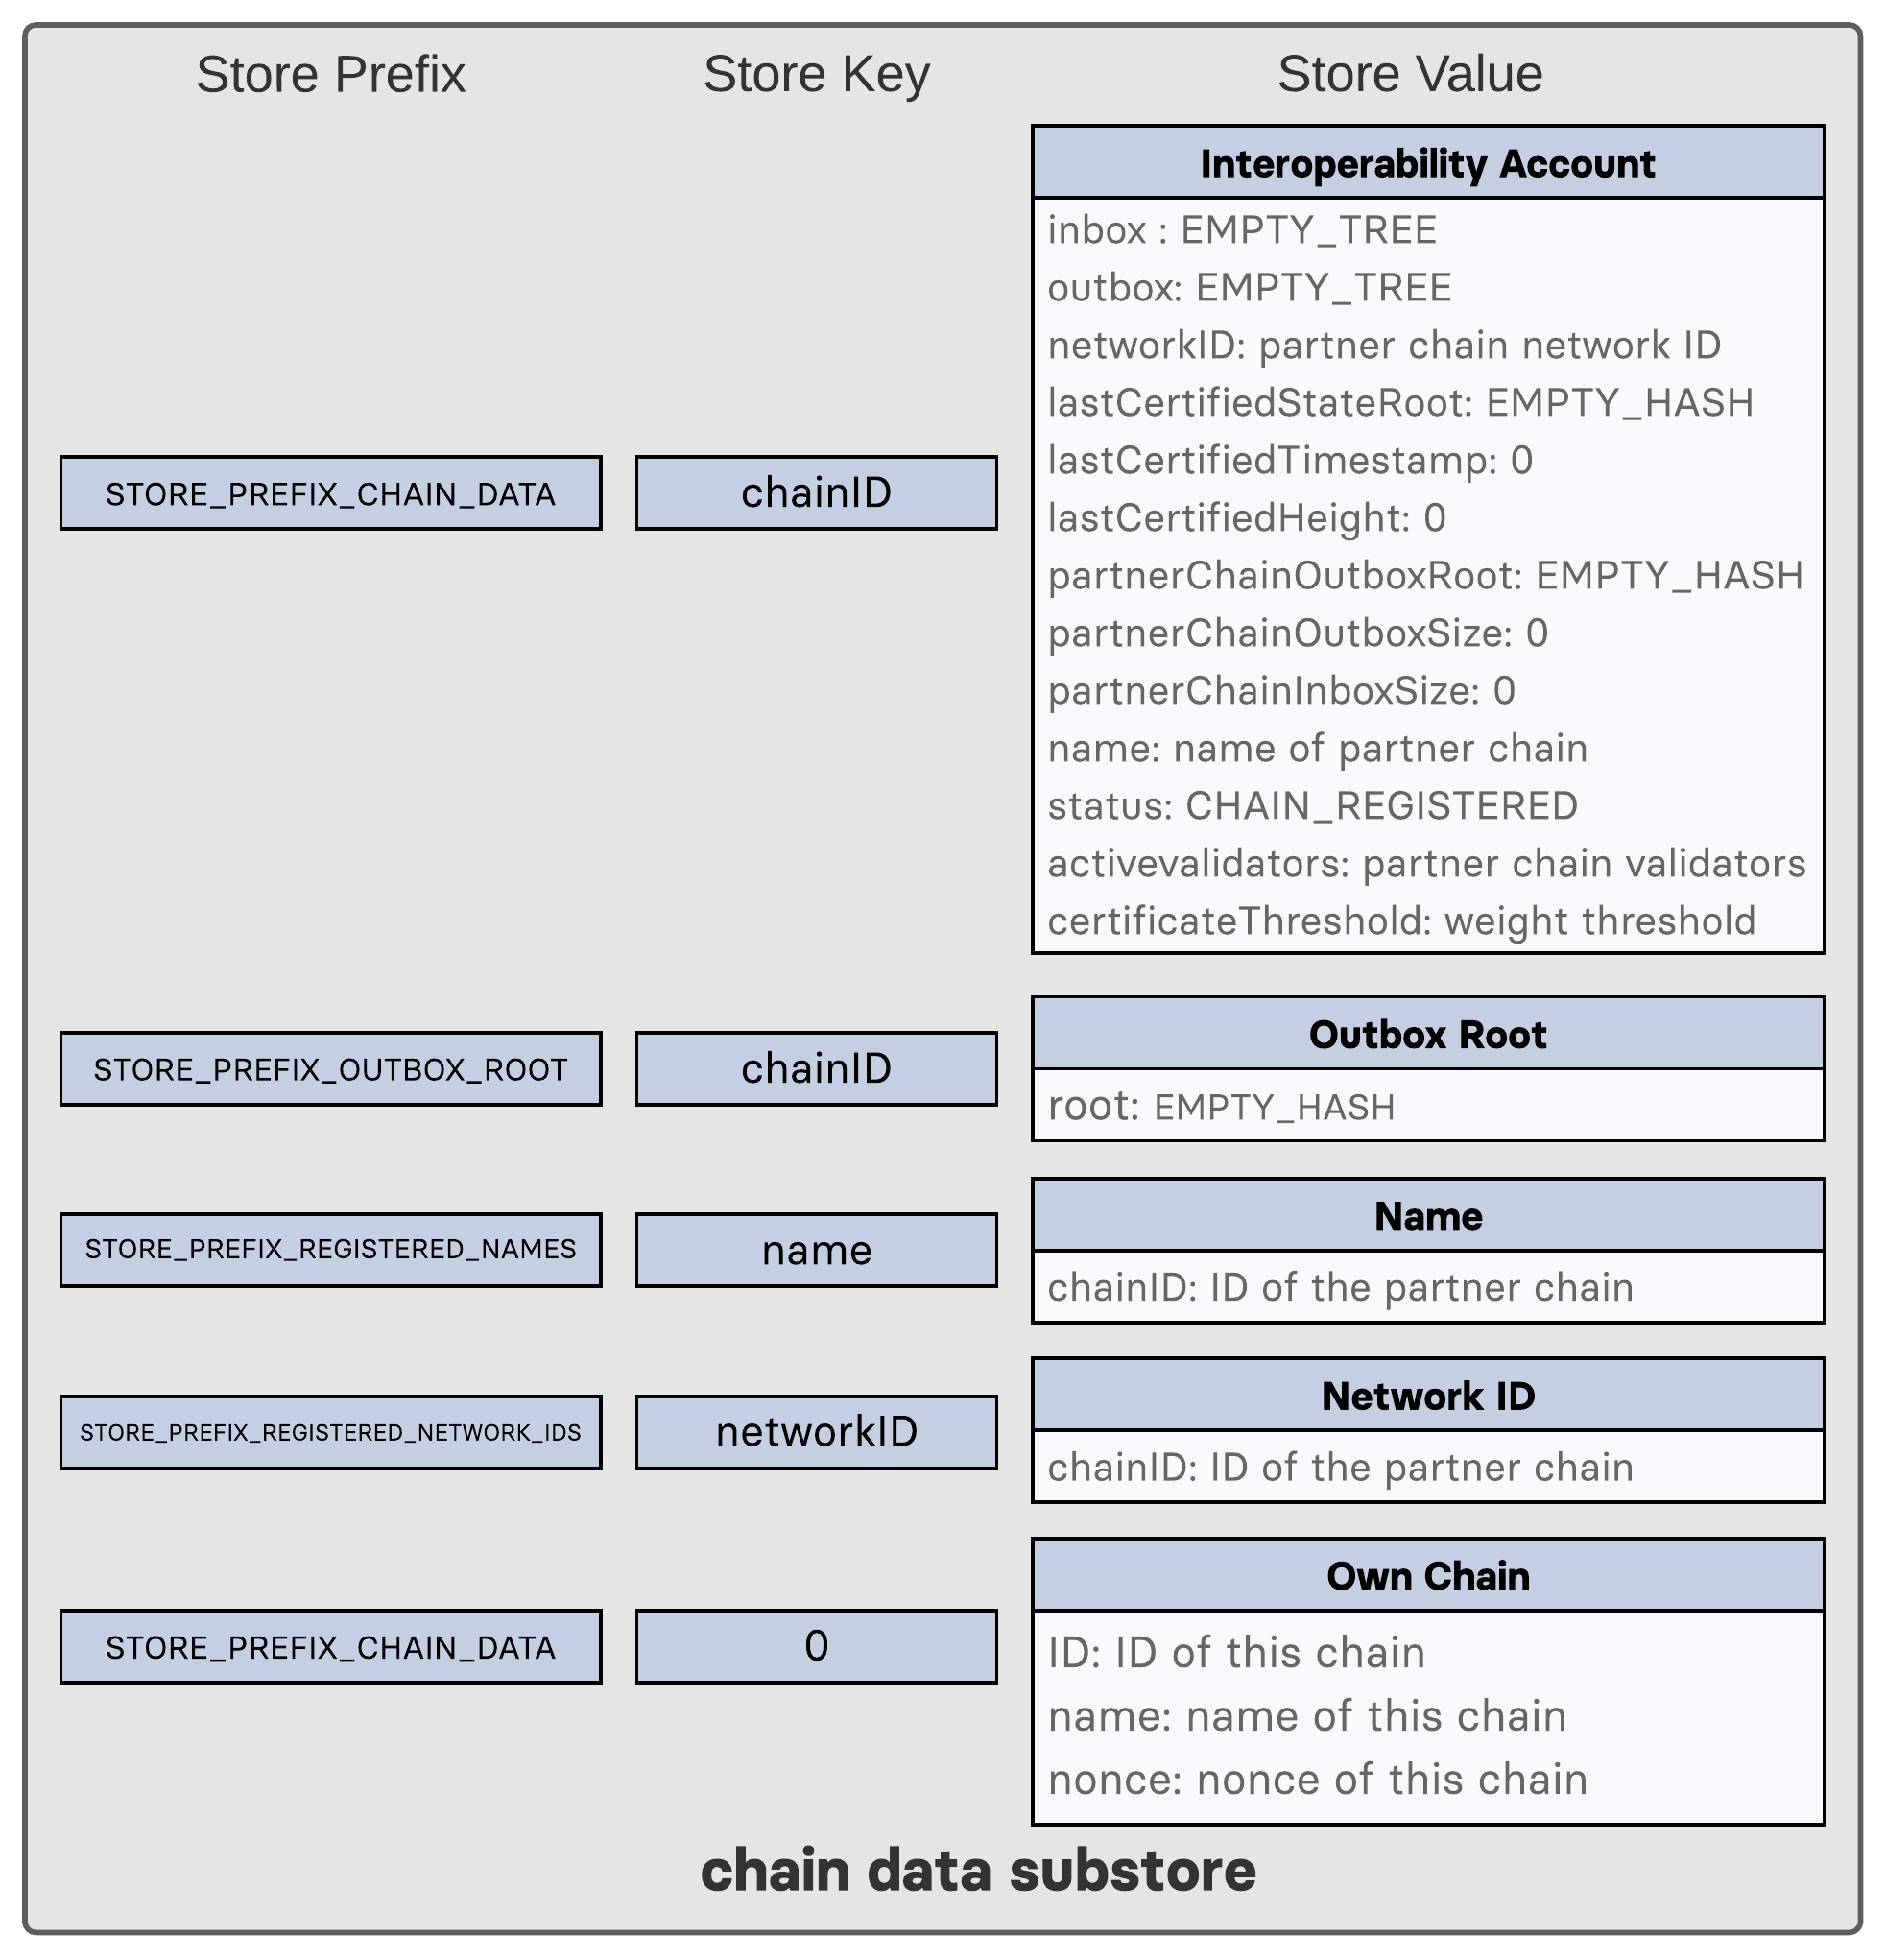 Store Prefix
Store Key
Store Value
Interoperability Account
inbox : EMPTY_TREE
outbox: EMPTY_TREE
networkID: partner chain network ID
lastCertifiedStateRoot: EMPTY_HASH
lastCertifiedTimestamp: 0
lastCertifiedHeight: 0
partnerChainOutboxRoot: EMPTY_HASH
partnerChainOutboxSize: 0
partnerChainInboxSize: 0
name: name of partner chain
status: CHAIN_REGISTERED
activevalidators: partner chain validators
certificateThreshold: weight threshold
STORE_PREFIX_CHAIN_DATA
chainID
Outbox Root
root: EMPTY_HASH
STORE_PREFIX_OUTBOX_ROOT
chainID
Name
chainID: ID of the partner chain
STORE_PREFIX_REGISTERED_NAMES
name
Network ID
chainID: ID of the partner chain
STORE_PREFIX_REGISTERED_NETWORK_IDS
networkID
Own Chain
ID: ID of this chain
name: name of this chain
nonce: nonce of this chain
STORE_PREFIX_CHAIN_DATA
0
chain data substore